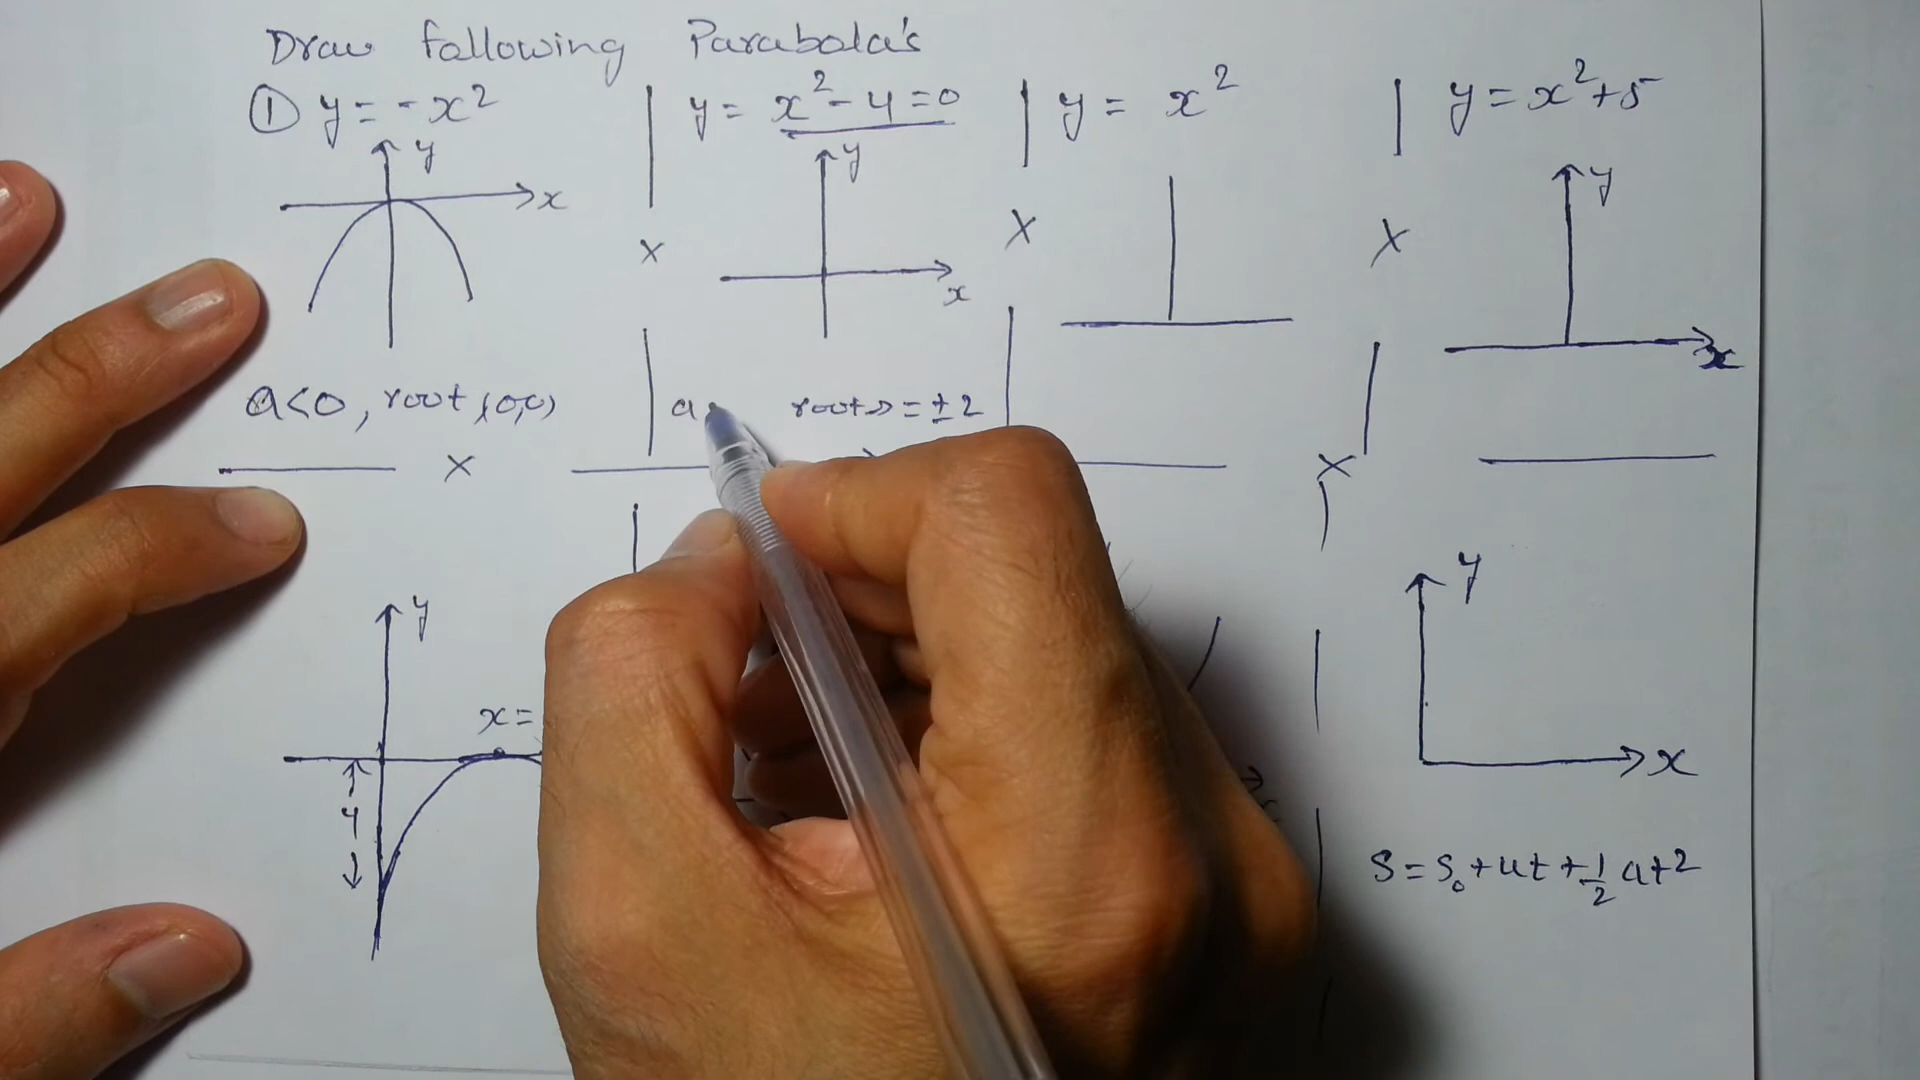 Draw following Parabola's
① y = -x² | y = x² - 4 = 0 | y = x² | y = x² + 5
y y y
x x x
a<0, root (0,0) a roots = ±2
y y
x =
4
x
S = S₀ + ut + ½ at²